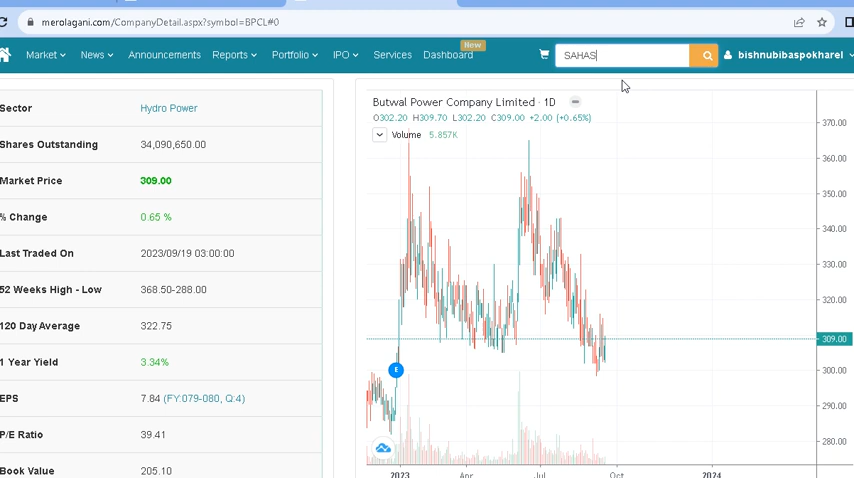 merolagani.com/CompanyDetail.aspx?symbol=BPCL#0
Market News Announcements Reports Portfolio IPO Services Dashboard New SAHAS bishnubibaspokharel
Sector Hydro Power
Shares Outstanding 34,090,650.00
Market Price 309.00
% Change 0.65 %
Last Traded On 2023/09/19 03:00:00
52 Weeks High - Low 368.50-288.00
120 Day Average 322.75
1 Year Yield 3.34%
EPS 7.84 (FY:079-080, Q:4)
P/E Ratio 39.41
Book Value 205.10
Butwal Power Company Limited · 1D
O302.20 H309.70 L302.20 C309.00 +2.00 (+0.65%)
Volume 5.857K
370.00
360.00
350.00
340.00
330.00
320.00
309.00
300.00
290.00
280.00
E
2023 Apr Jul Oct 2024